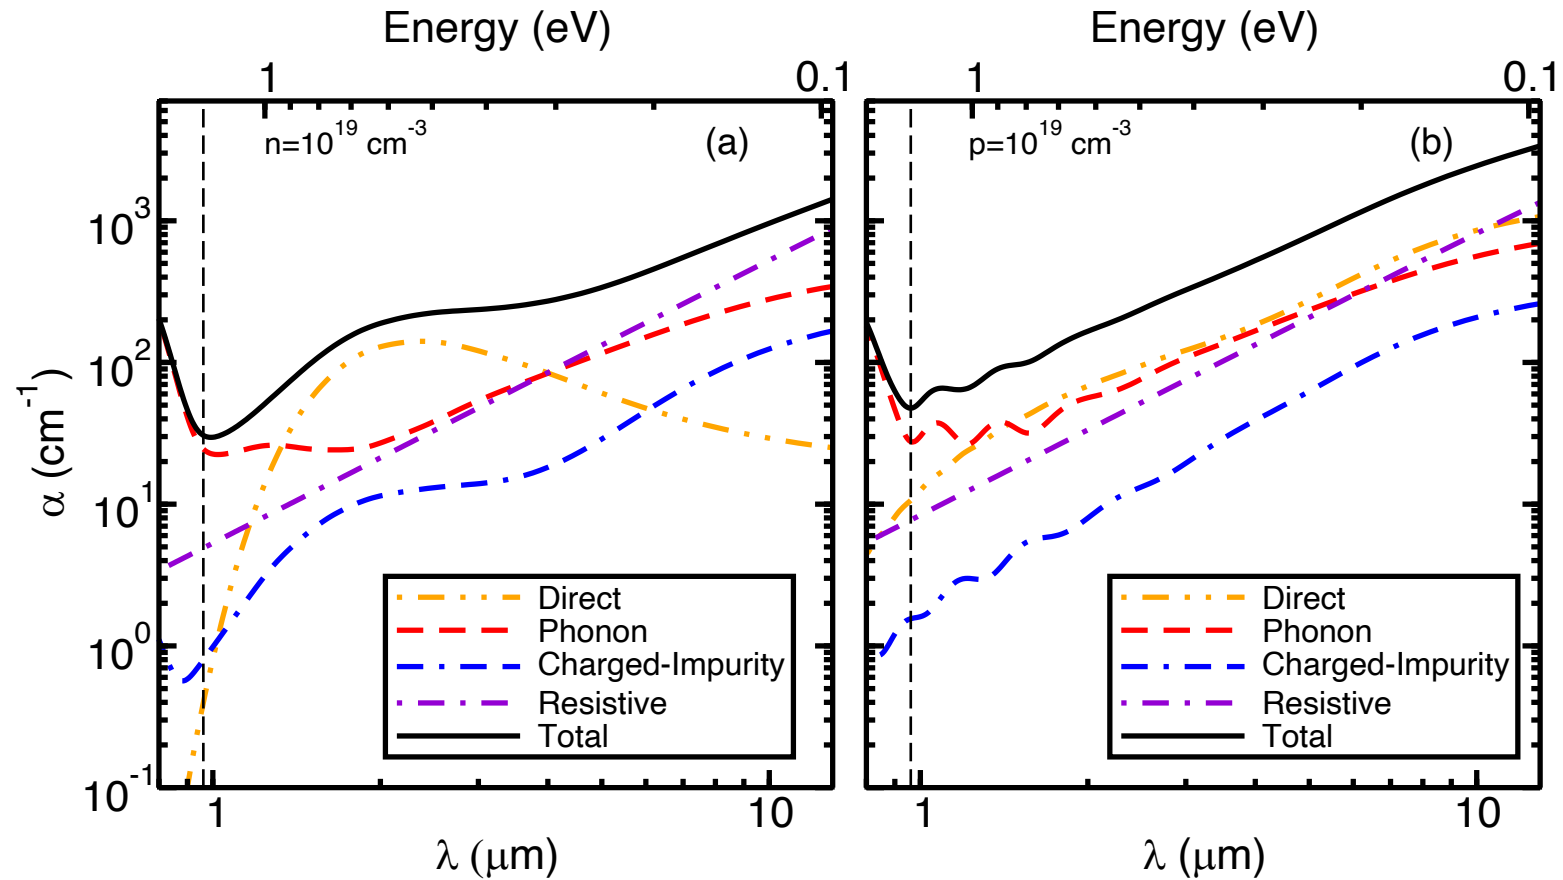 Energy (eV)
1 0.1
n=10^19 cm^-3
(a)
10^3
10^2
10^1
10^0
10^-1
α (cm^-1)
Direct
Phonon
Charged-Impurity
Resistive
Total
1 10
λ (μm)
Energy (eV)
1 0.1
p=10^19 cm^-3
(b)
Direct
Phonon
Charged-Impurity
Resistive
Total
1 10
λ (μm)